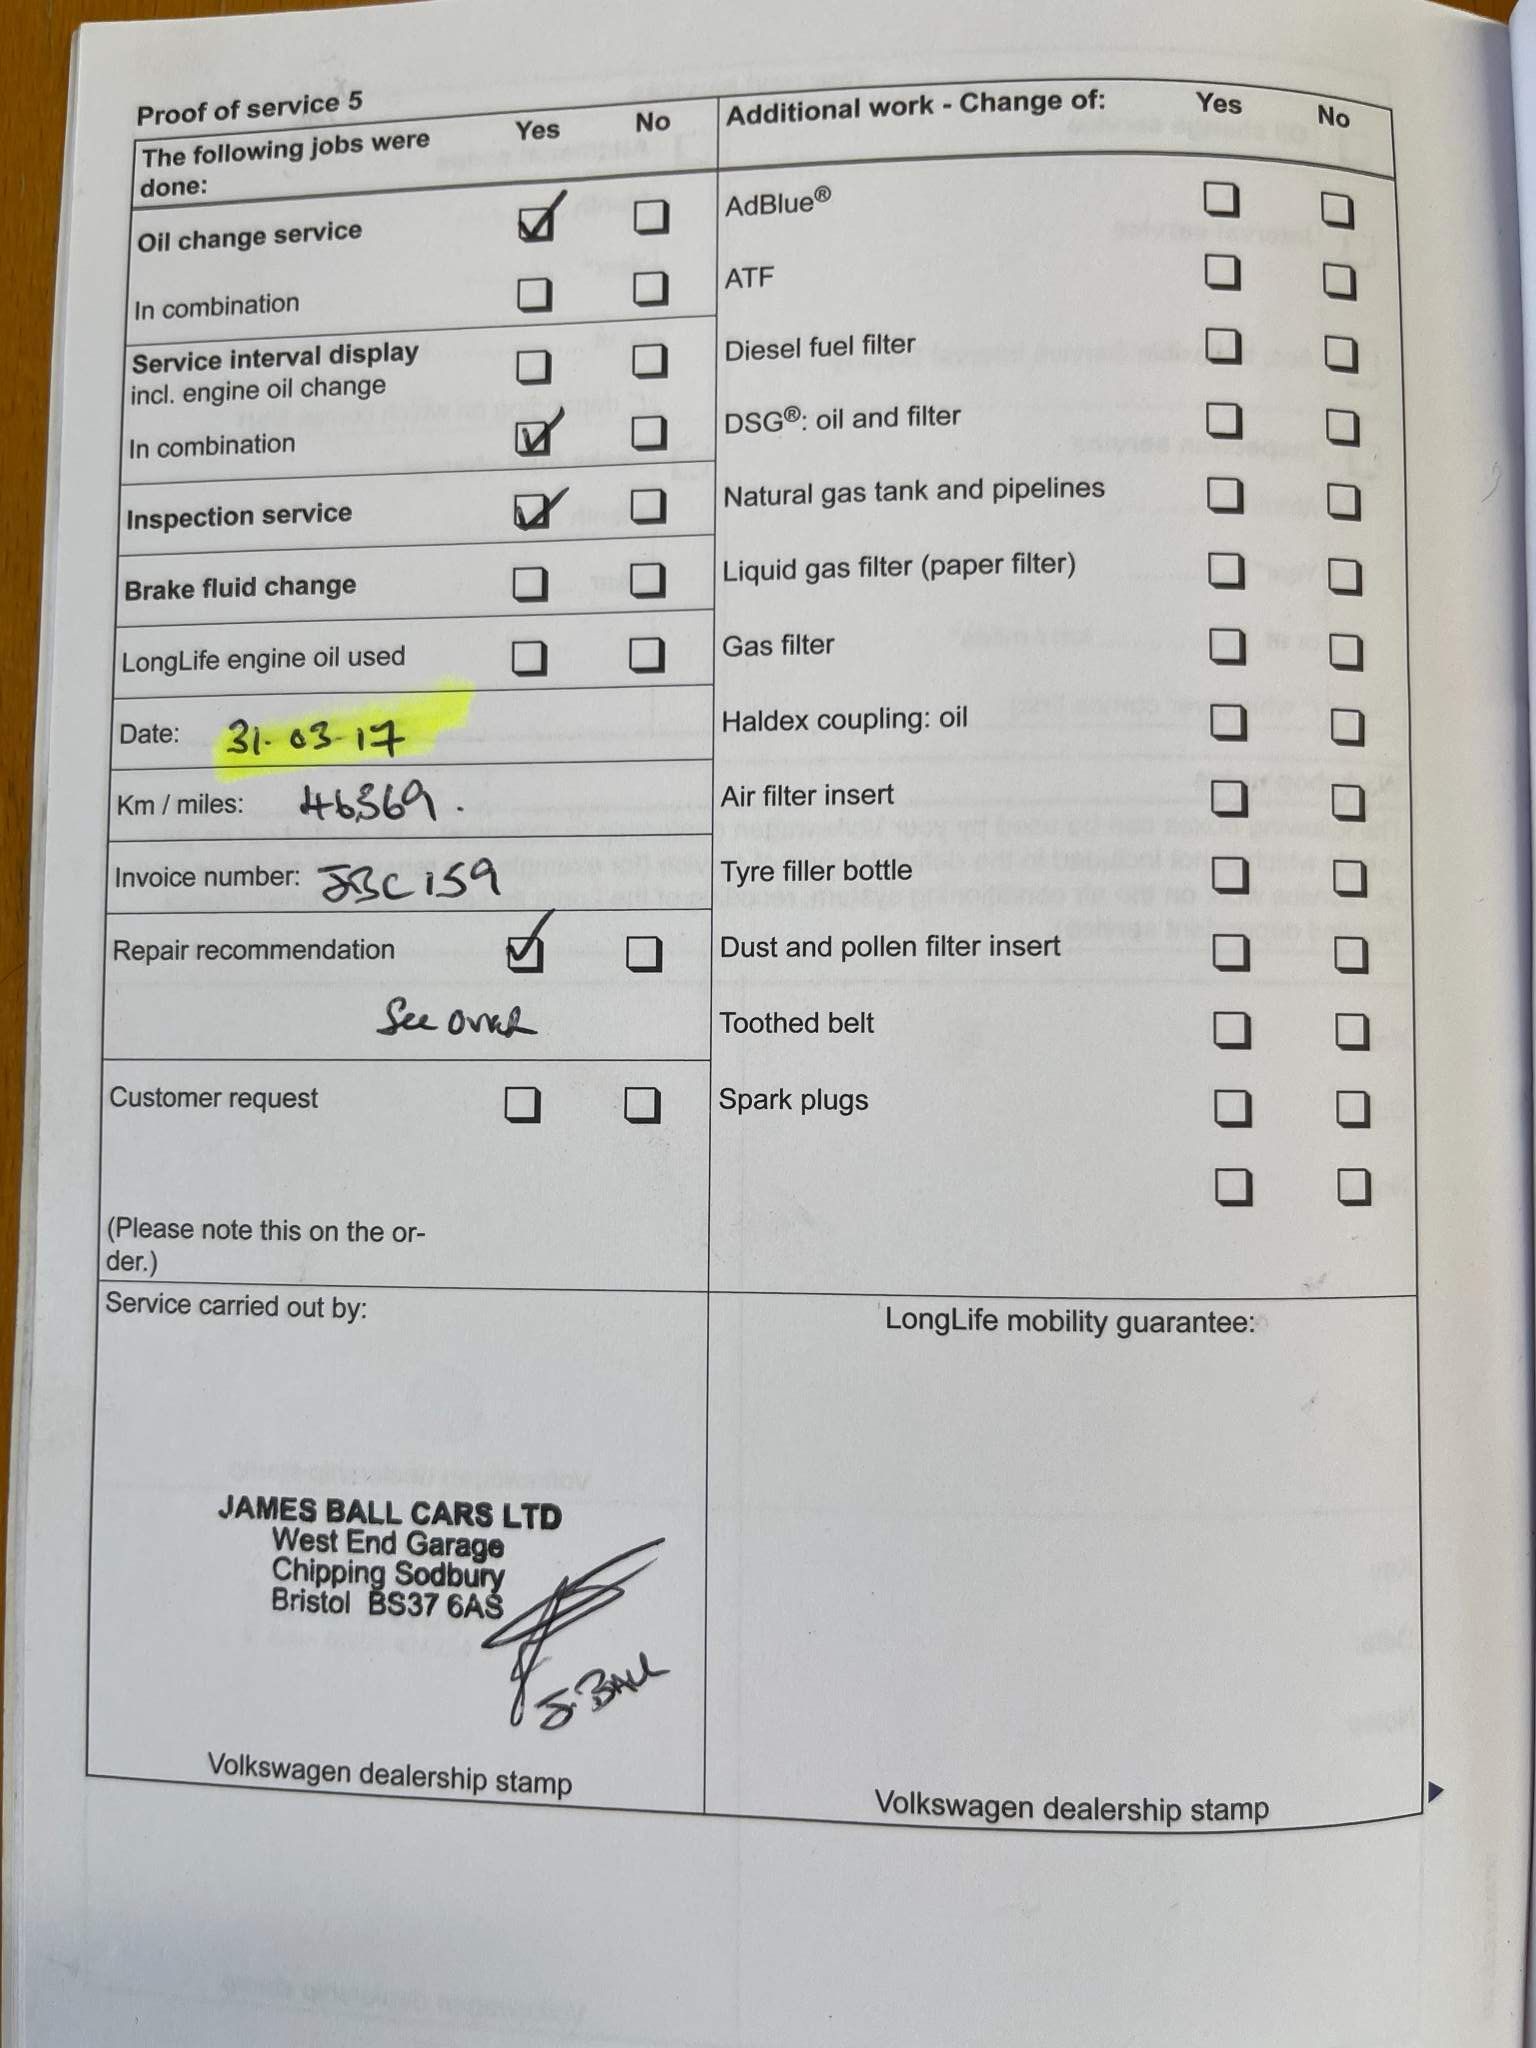 Proof of service 5
The following jobs were
done:
Yes
No
Oil change service
In combination
Service interval display
incl. engine oil change
In combination
Inspection service
Brake fluid change
LongLife engine oil used
Date: 31-03-17
Km / miles: 46369.
Invoice number: JBC159
Repair recommendation
See over
Customer request
(Please note this on the or-
der.)
Additional work - Change of:
Yes
No
AdBlue®
ATF
Diesel fuel filter
DSG®: oil and filter
Natural gas tank and pipelines
Liquid gas filter (paper filter)
Gas filter
Haldex coupling: oil
Air filter insert
Tyre filler bottle
Dust and pollen filter insert
Toothed belt
Spark plugs
Service carried out by:
JAMES BALL CARS LTD
West End Garage
Chipping Sodbury
Bristol BS37 6AS
J. BALL
Volkswagen dealership stamp
LongLife mobility guarantee:
Volkswagen dealership stamp